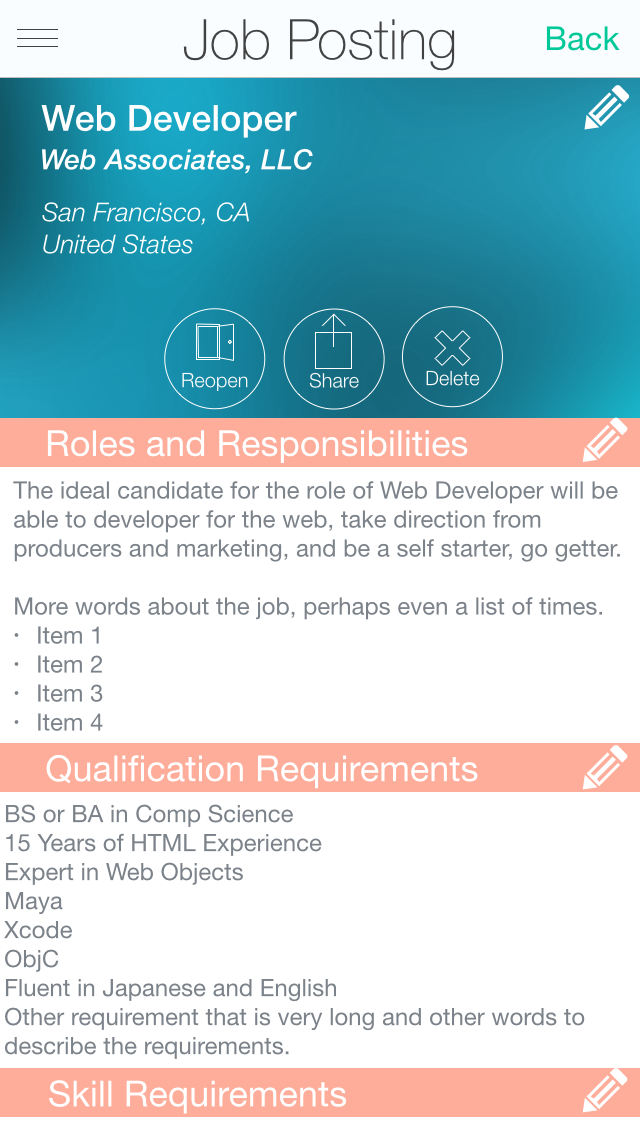 Job Posting
Back
Web Developer
Web Associates, LLC
San Francisco, CA
United States
Reopen
Share
Delete
Roles and Responsibilities
The ideal candidate for the role of Web Developer will be
able to developer for the web, take direction from
producers and marketing, and be a self starter, go getter.
More words about the job, perhaps even a list of times.
• Item 1
• Item 2
• Item 3
• Item 4
Qualification Requirements
BS or BA in Comp Science
15 Years of HTML Experience
Expert in Web Objects
Maya
Xcode
ObjC
Fluent in Japanese and English
Other requirement that is very long and other words to
describe the requirements.
Skill Requirements